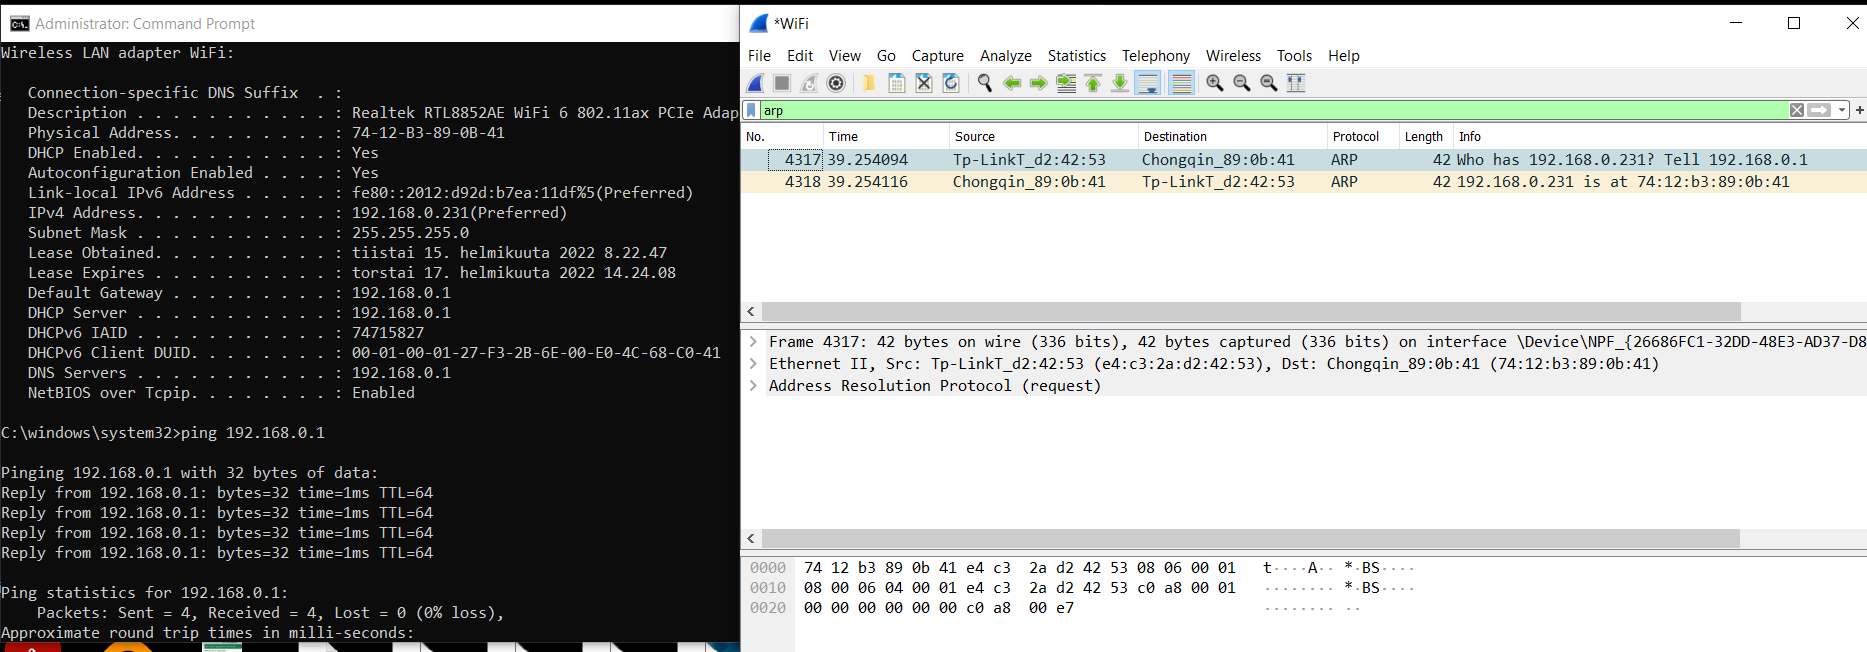 Administrator: Command Prompt
Wireless LAN adapter WiFi:
Connection-specific DNS Suffix  . :
Description . . . . . . . . . . . : Realtek RTL8852AE WiFi 6 802.11ax PCIe Adap
Physical Address. . . . . . . . . : 74-12-B3-89-0B-41
DHCP Enabled. . . . . . . . . . . : Yes
Autoconfiguration Enabled . . . . : Yes
Link-local IPv6 Address . . . . . : fe80::2012:d92d:b7ea:11df%5(Preferred)
IPv4 Address. . . . . . . . . . . : 192.168.0.231(Preferred)
Subnet Mask . . . . . . . . . . . : 255.255.255.0
Lease Obtained. . . . . . . . . . : tiistai 15. helmikuuta 2022 8.22.47
Lease Expires . . . . . . . . . . : torstai 17. helmikuuta 2022 14.24.08
Default Gateway . . . . . . . . . : 192.168.0.1
DHCP Server . . . . . . . . . . . : 192.168.0.1
DHCPv6 IAID . . . . . . . . . . . : 74715827
DHCPv6 Client DUID. . . . . . . . : 00-01-00-01-27-F3-2B-6E-00-E0-4C-68-C0-41
DNS Servers . . . . . . . . . . . : 192.168.0.1
NetBIOS over Tcpip. . . . . . . . : Enabled
C:\windows\system32>ping 192.168.0.1
Pinging 192.168.0.1 with 32 bytes of data:
Reply from 192.168.0.1: bytes=32 time=1ms TTL=64
Reply from 192.168.0.1: bytes=32 time=1ms TTL=64
Reply from 192.168.0.1: bytes=32 time=1ms TTL=64
Reply from 192.168.0.1: bytes=32 time=1ms TTL=64
Ping statistics for 192.168.0.1:
Packets: Sent = 4, Received = 4, Lost = 0 (0% loss),
Approximate round trip times in milli-seconds:
*WiFi
File Edit View Go Capture Analyze Statistics Telephony Wireless Tools Help
arp
No. Time Source Destination Protocol Length Info
4317 39.254094 Tp-LinkT_d2:42:53 Chongqin_89:0b:41 ARP 42 Who has 192.168.0.231? Tell 192.168.0.1
4318 39.254116 Chongqin_89:0b:41 Tp-LinkT_d2:42:53 ARP 42 192.168.0.231 is at 74:12:b3:89:0b:41
Frame 4317: 42 bytes on wire (336 bits), 42 bytes captured (336 bits) on interface \Device\NPF_{26686FC1-32DD-48E3-AD37-D8
Ethernet II, Src: Tp-LinkT_d2:42:53 (e4:c3:2a:d2:42:53), Dst: Chongqin_89:0b:41 (74:12:b3:89:0b:41)
Address Resolution Protocol (request)
0000 74 12 b3 89 0b 41 e4 c3 2a d2 42 53 08 06 00 01 t····A·· *·BS····
0010 08 00 06 04 00 01 e4 c3 2a d2 42 53 c0 a8 00 01 ········ *·BS····
0020 00 00 00 00 00 00 c0 a8 00 e7 ········ ··